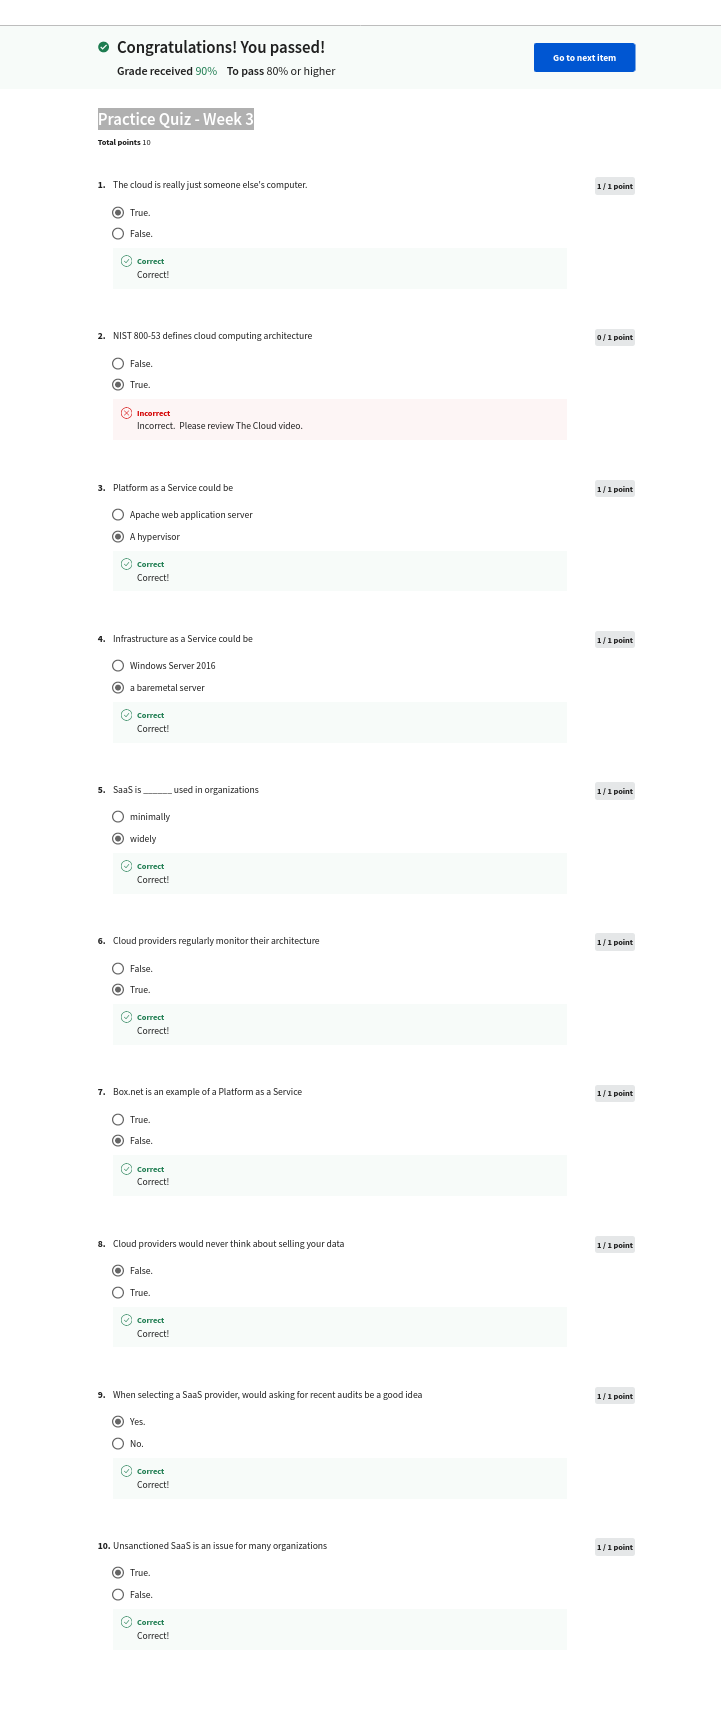 Congratulations! You passed!
Grade received 90% To pass 80% or higher
Go to next item
Practice Quiz - Week 3
Total points 10
1. The cloud is really just someone else's computer.
1 / 1 point
True.
False.
Correct
Correct!
2. NIST 800-53 defines cloud computing architecture
0 / 1 point
False.
True.
Incorrect
Incorrect. Please review The Cloud video.
3. Platform as a Service could be
1 / 1 point
Apache web application server
A hypervisor
Correct
Correct!
4. Infrastructure as a Service could be
1 / 1 point
Windows Server 2016
a baremetal server
Correct
Correct!
5. SaaS is ______ used in organizations
1 / 1 point
minimally
widely
Correct
Correct!
6. Cloud providers regularly monitor their architecture
1 / 1 point
False.
True.
Correct
Correct!
7. Box.net is an example of a Platform as a Service
1 / 1 point
True.
False.
Correct
Correct!
8. Cloud providers would never think about selling your data
1 / 1 point
False.
True.
Correct
Correct!
9. When selecting a SaaS provider, would asking for recent audits be a good idea
1 / 1 point
Yes.
No.
Correct
Correct!
10. Unsanctioned SaaS is an issue for many organizations
1 / 1 point
True.
False.
Correct
Correct!